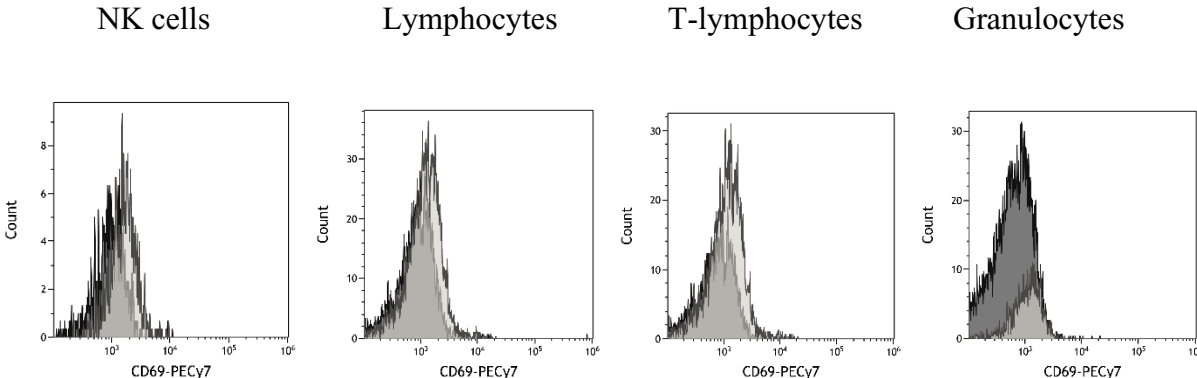 NK cells
Lymphocytes
T-lymphocytes
Granulocytes
Count
8
6
4
2
0
10³ 10⁴ 10⁵ 10⁶
CD69-PECy7
Count
30
20
10
0
10³ 10⁴ 10⁵ 10⁶
CD69-PECy7
Count
30
20
10
0
10³ 10⁴ 10⁵ 10⁶
CD69-PECy7
Count
30
20
10
0
10³ 10⁴ 10⁵ 10
CD69-PECy7